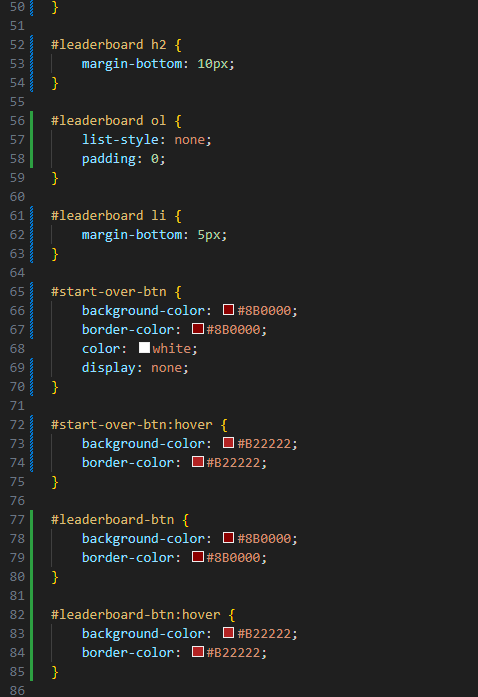 50 }
51
52 #leaderboard h2 {
53     margin-bottom: 10px;
54 }
55
56 #leaderboard ol {
57     list-style: none;
58     padding: 0;
59 }
60
61 #leaderboard li {
62     margin-bottom: 5px;
63 }
64
65 #start-over-btn {
66     background-color: #8B0000;
67     border-color: #8B0000;
68     color: white;
69     display: none;
70 }
71
72 #start-over-btn:hover {
73     background-color: #B22222;
74     border-color: #B22222;
75 }
76
77 #leaderboard-btn {
78     background-color: #8B0000;
79     border-color: #8B0000;
80 }
81
82 #leaderboard-btn:hover {
83     background-color: #B22222;
84     border-color: #B22222;
85 }
86